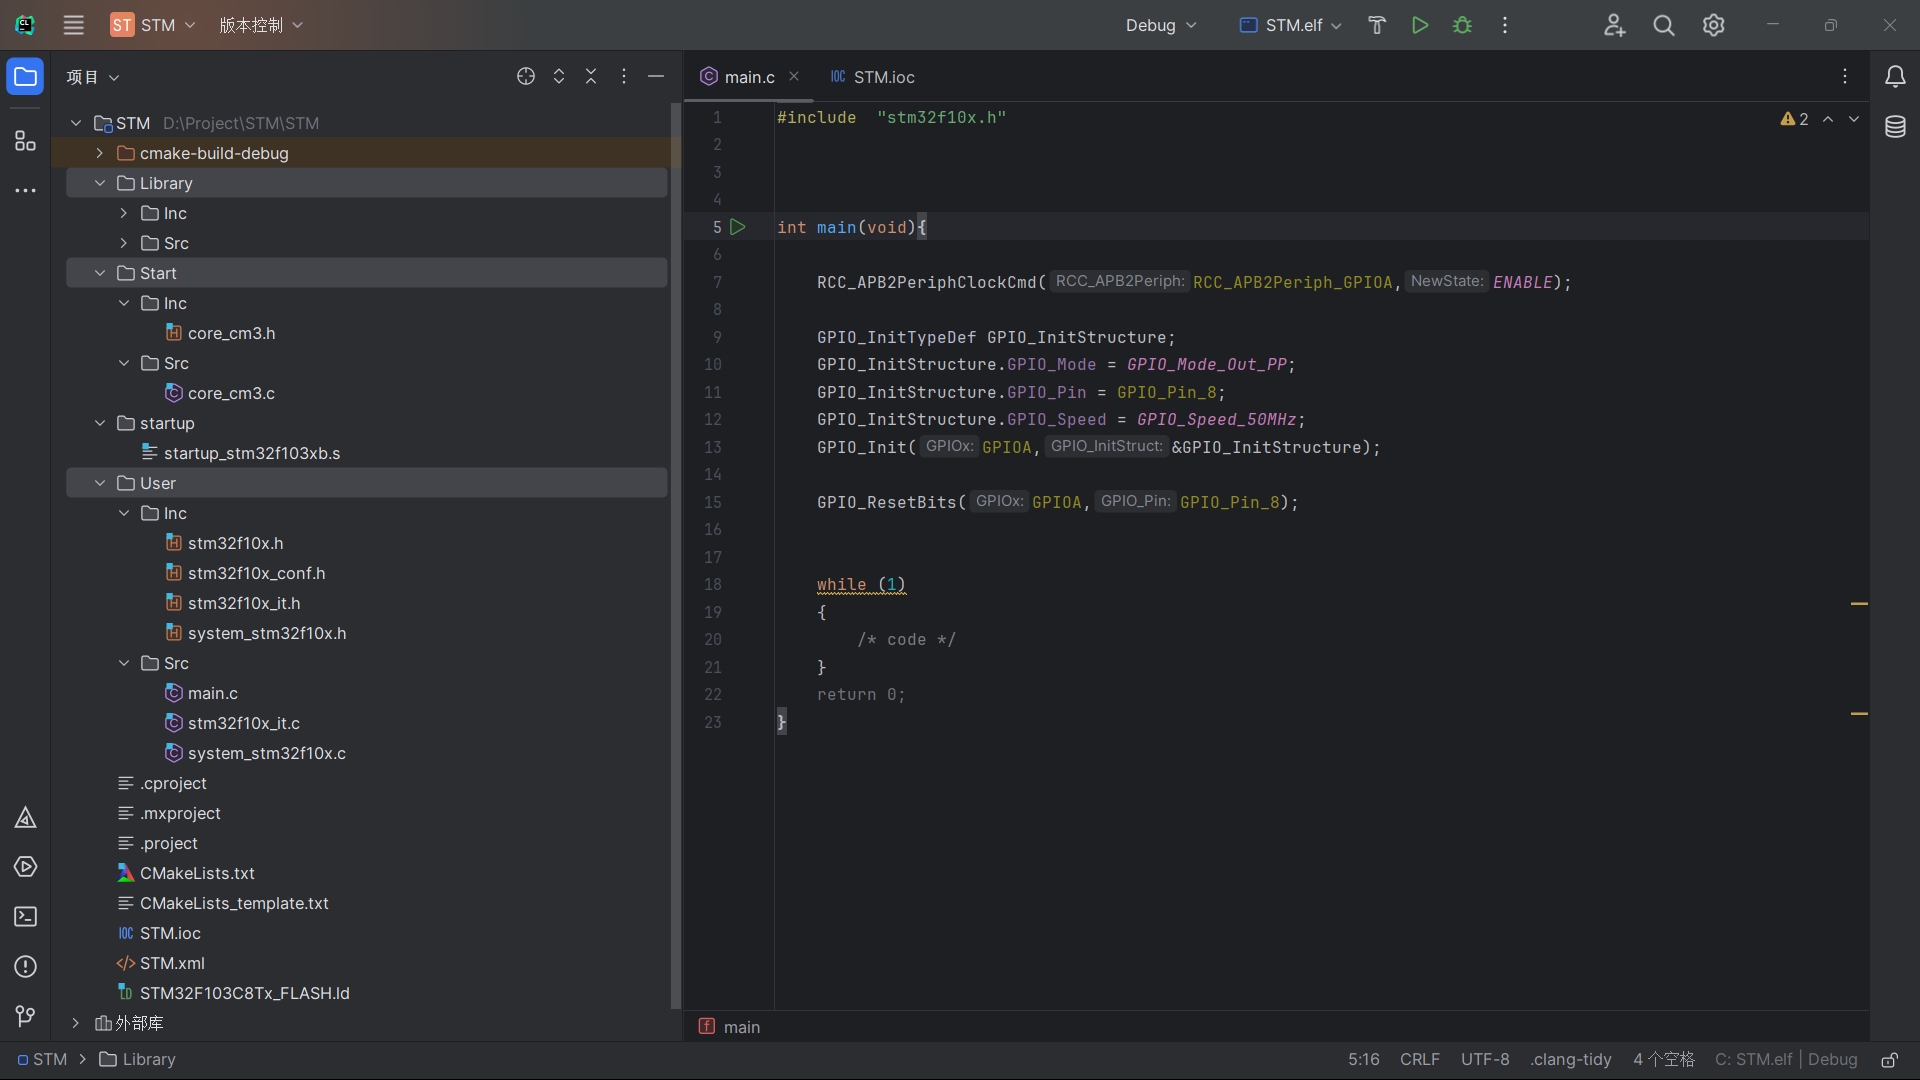 CL
ST STM 版本控制 Debug STM.elf
项目
STM D:\Project\STM\STM
cmake-build-debug
Library
Inc
Src
Start
Inc
core_cm3.h
Src
core_cm3.c
startup
startup_stm32f103xb.s
User
Inc
stm32f10x.h
stm32f10x_conf.h
stm32f10x_it.h
system_stm32f10x.h
Src
main.c
stm32f10x_it.c
system_stm32f10x.c
.cproject
.mxproject
.project
CMakeLists.txt
CMakeLists_template.txt
IOC STM.ioc
STM.xml
LD STM32F103C8Tx_FLASH.ld
外部库
main.c IOC STM.ioc
1 #include "stm32f10x.h" 2
2
3
4
5 int main(void){
6
7 RCC_APB2PeriphClockCmd( RCC_APB2Periph: RCC_APB2Periph_GPIOA, NewState: ENABLE);
8
9 GPIO_InitTypeDef GPIO_InitStructure;
10 GPIO_InitStructure.GPIO_Mode = GPIO_Mode_Out_PP;
11 GPIO_InitStructure.GPIO_Pin = GPIO_Pin_8;
12 GPIO_InitStructure.GPIO_Speed = GPIO_Speed_50MHz;
13 GPIO_Init( GPIOx: GPIOA, GPIO_InitStruct: &GPIO_InitStructure);
14
15 GPIO_ResetBits( GPIOx: GPIOA, GPIO_Pin: GPIO_Pin_8);
16
17
18 while (1)
19 {
20 /* code */
21 }
22 return 0;
23 }
f main
STM > Library 5:16 CRLF UTF-8 .clang-tidy 4 个空格 C: STM.elf | Debug